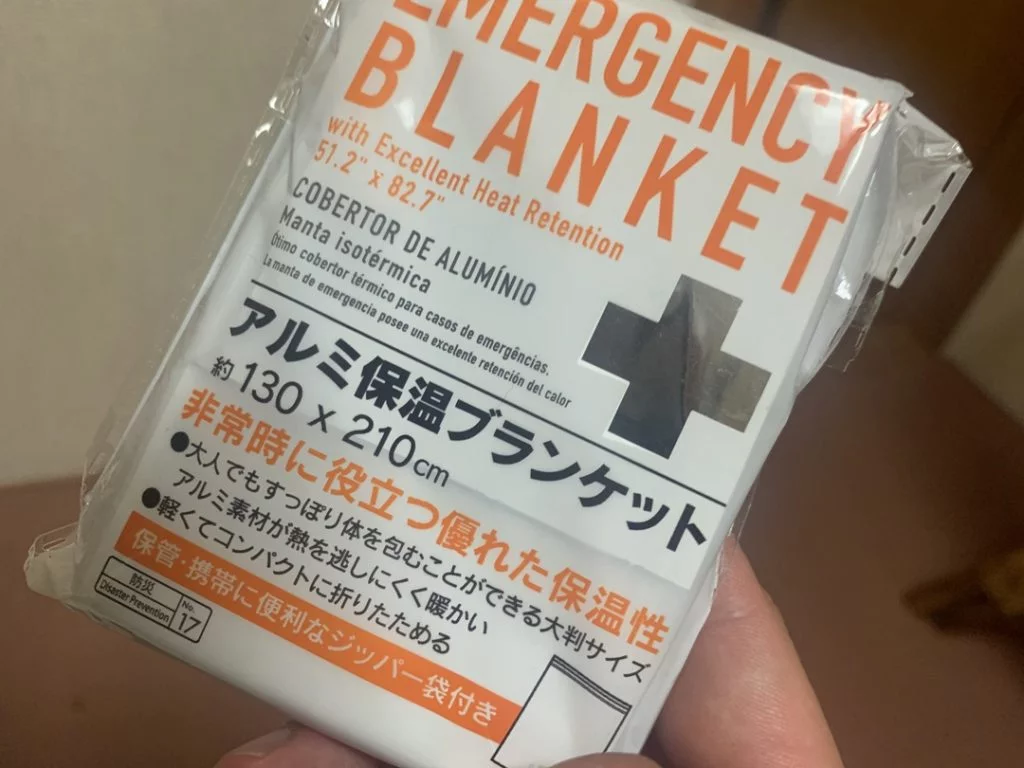 EMERGENCY
BLANKET
with Excellent Heat Retention
51.2" x 82.7"
COBERTOR DE ALUMÍNIO
Manta isotérmica
Ótimo cobertor térmico para casos de emergências.
La manta de emergencia posee una excelente retención del calor
アルミ保温ブランケット
約130 x 210cm
非常時に役立つ優れた保温性
●大人でもすっぽり体を包むことができる大判サイズ
アルミ素材が熱を逃しにくく暖かい
●軽くてコンパクトに折りたためる
保管・携帯に便利なジッパー袋付き
防災
Disaster Prevention
No.
17